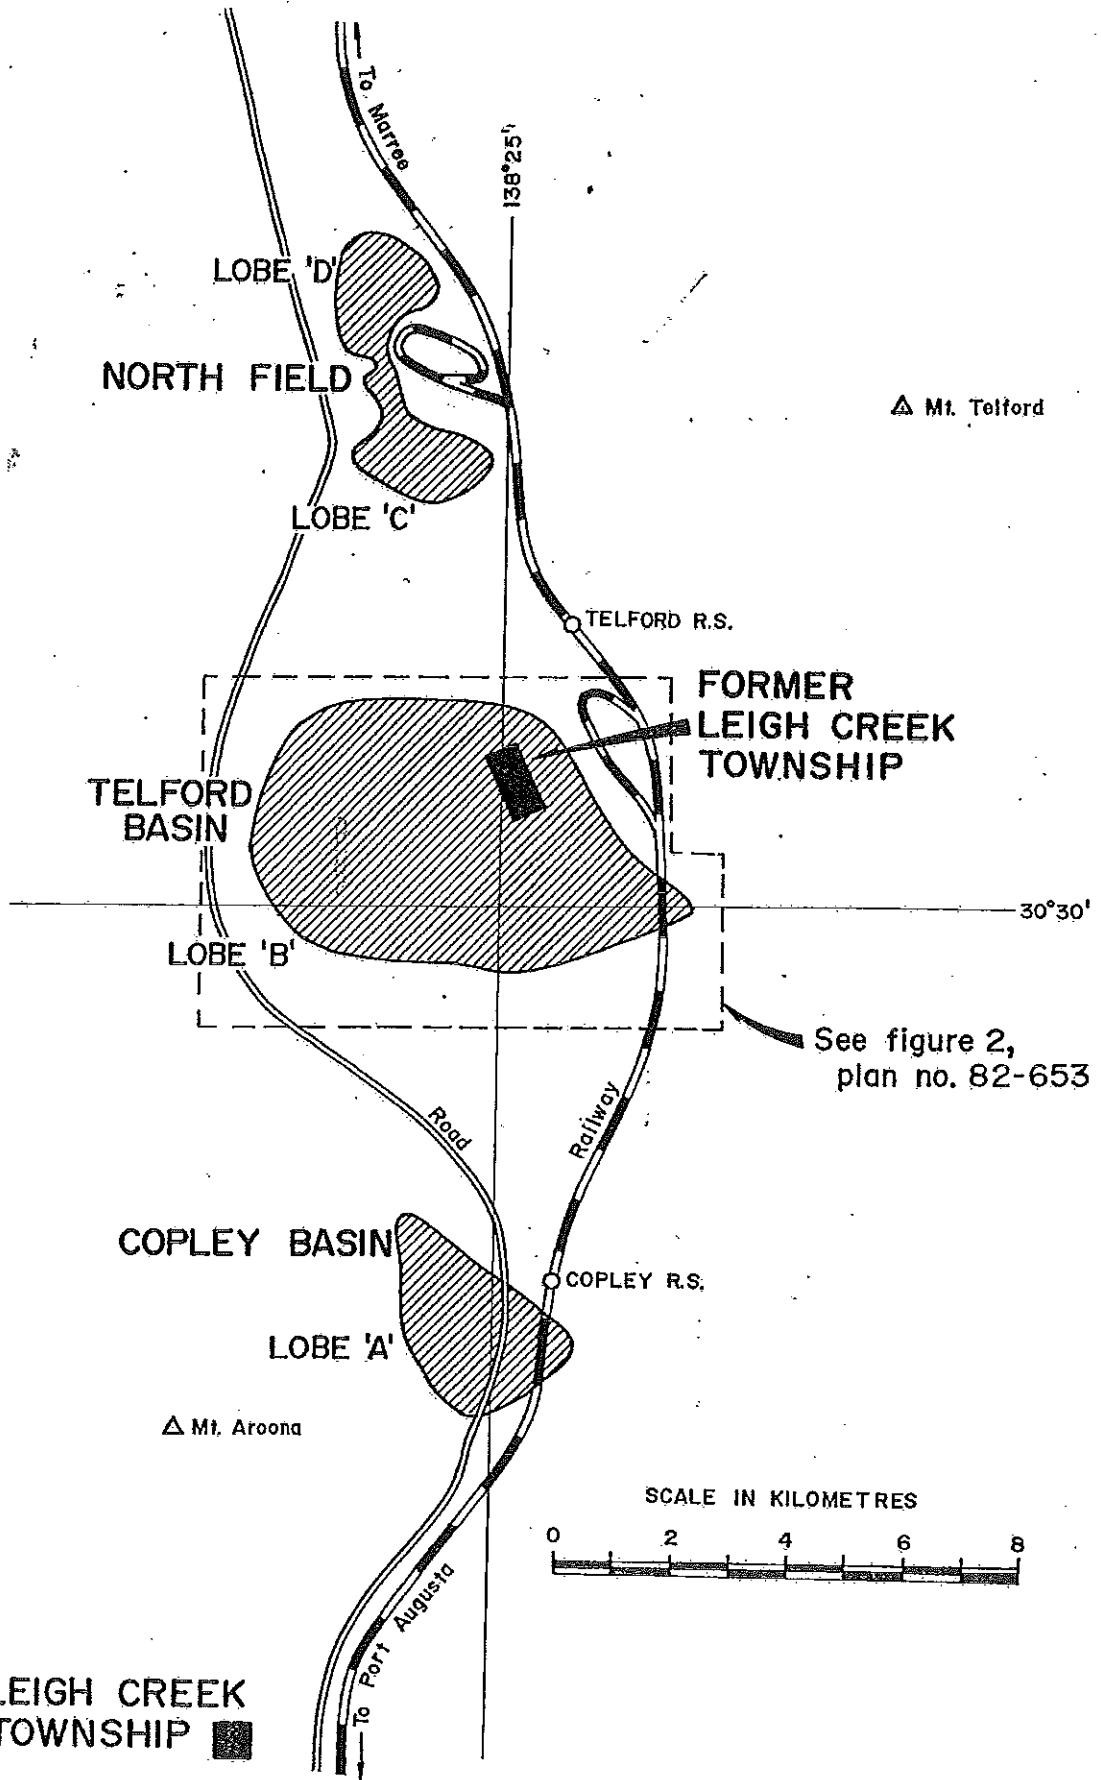 To Marree
138°25'
LOBE 'D'
NORTH FIELD
Mt. Telford
LOBE 'C'
TELFORD R.S.
FORMER
LEIGH CREEK
TOWNSHIP
TELFORD
BASIN
30°30'
LOBE 'B'
See figure 2,
plan no. 82-653
Road
Railway
COPLEY BASIN
COPLEY R.S.
LOBE 'A'
Mt. Aroona
SCALE IN KILOMETRES
0 2 4 6 8
To Port Augusta
LEIGH CREEK
TOWNSHIP